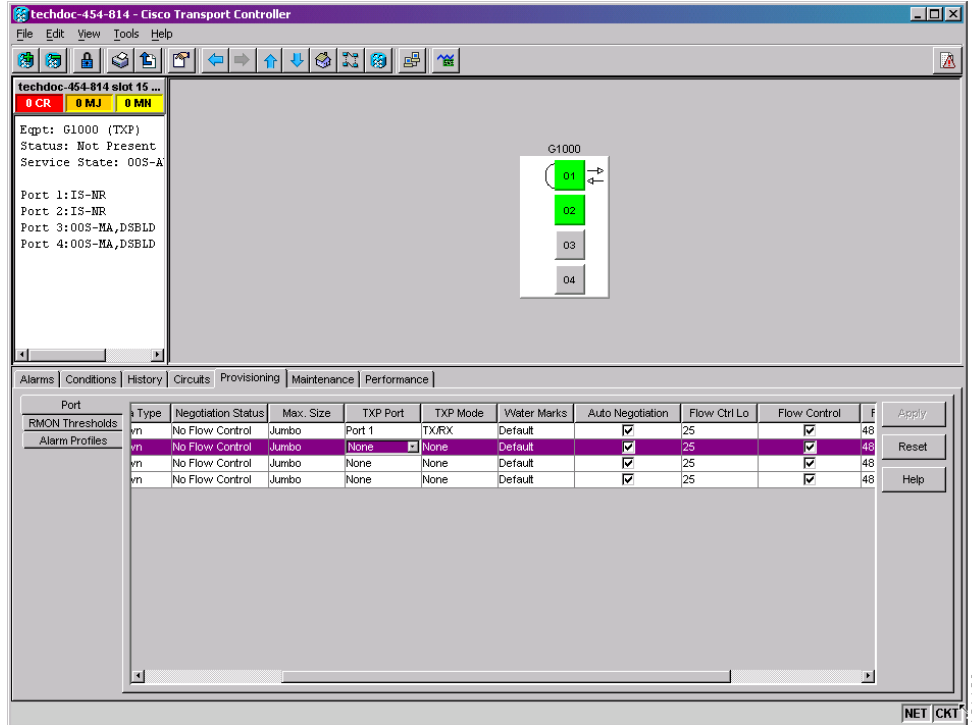 techdoc-454-814 - Cisco Transport Controller
File Edit View Tools Help
techdoc-454-814 slot 15 ...
0 CR 0 MJ 0 MN
Eqpt: G1000 (TXP)
Status: Not Present
Service State: OOS-A
Port 1:IS-NR
Port 2:IS-NR
Port 3:OOS-MA,DSBLD
Port 4:OOS-MA,DSBLD
G1000
01
02
03
04
Alarms Conditions History Circuits Provisioning Maintenance Performance
Port
RMON Thresholds
Alarm Profiles
a Type Negotiation Status Max. Size TXP Port TXP Mode Water Marks Auto Negotiation Flow Ctrl Lo Flow Control F
wn No Flow Control Jumbo Port 1 TX/RX Default 25 48
wn No Flow Control Jumbo None None Default 25 48
wn No Flow Control Jumbo None None Default 25 48
wn No Flow Control Jumbo None None Default 25 48
Apply
Reset
Help
NET CKT